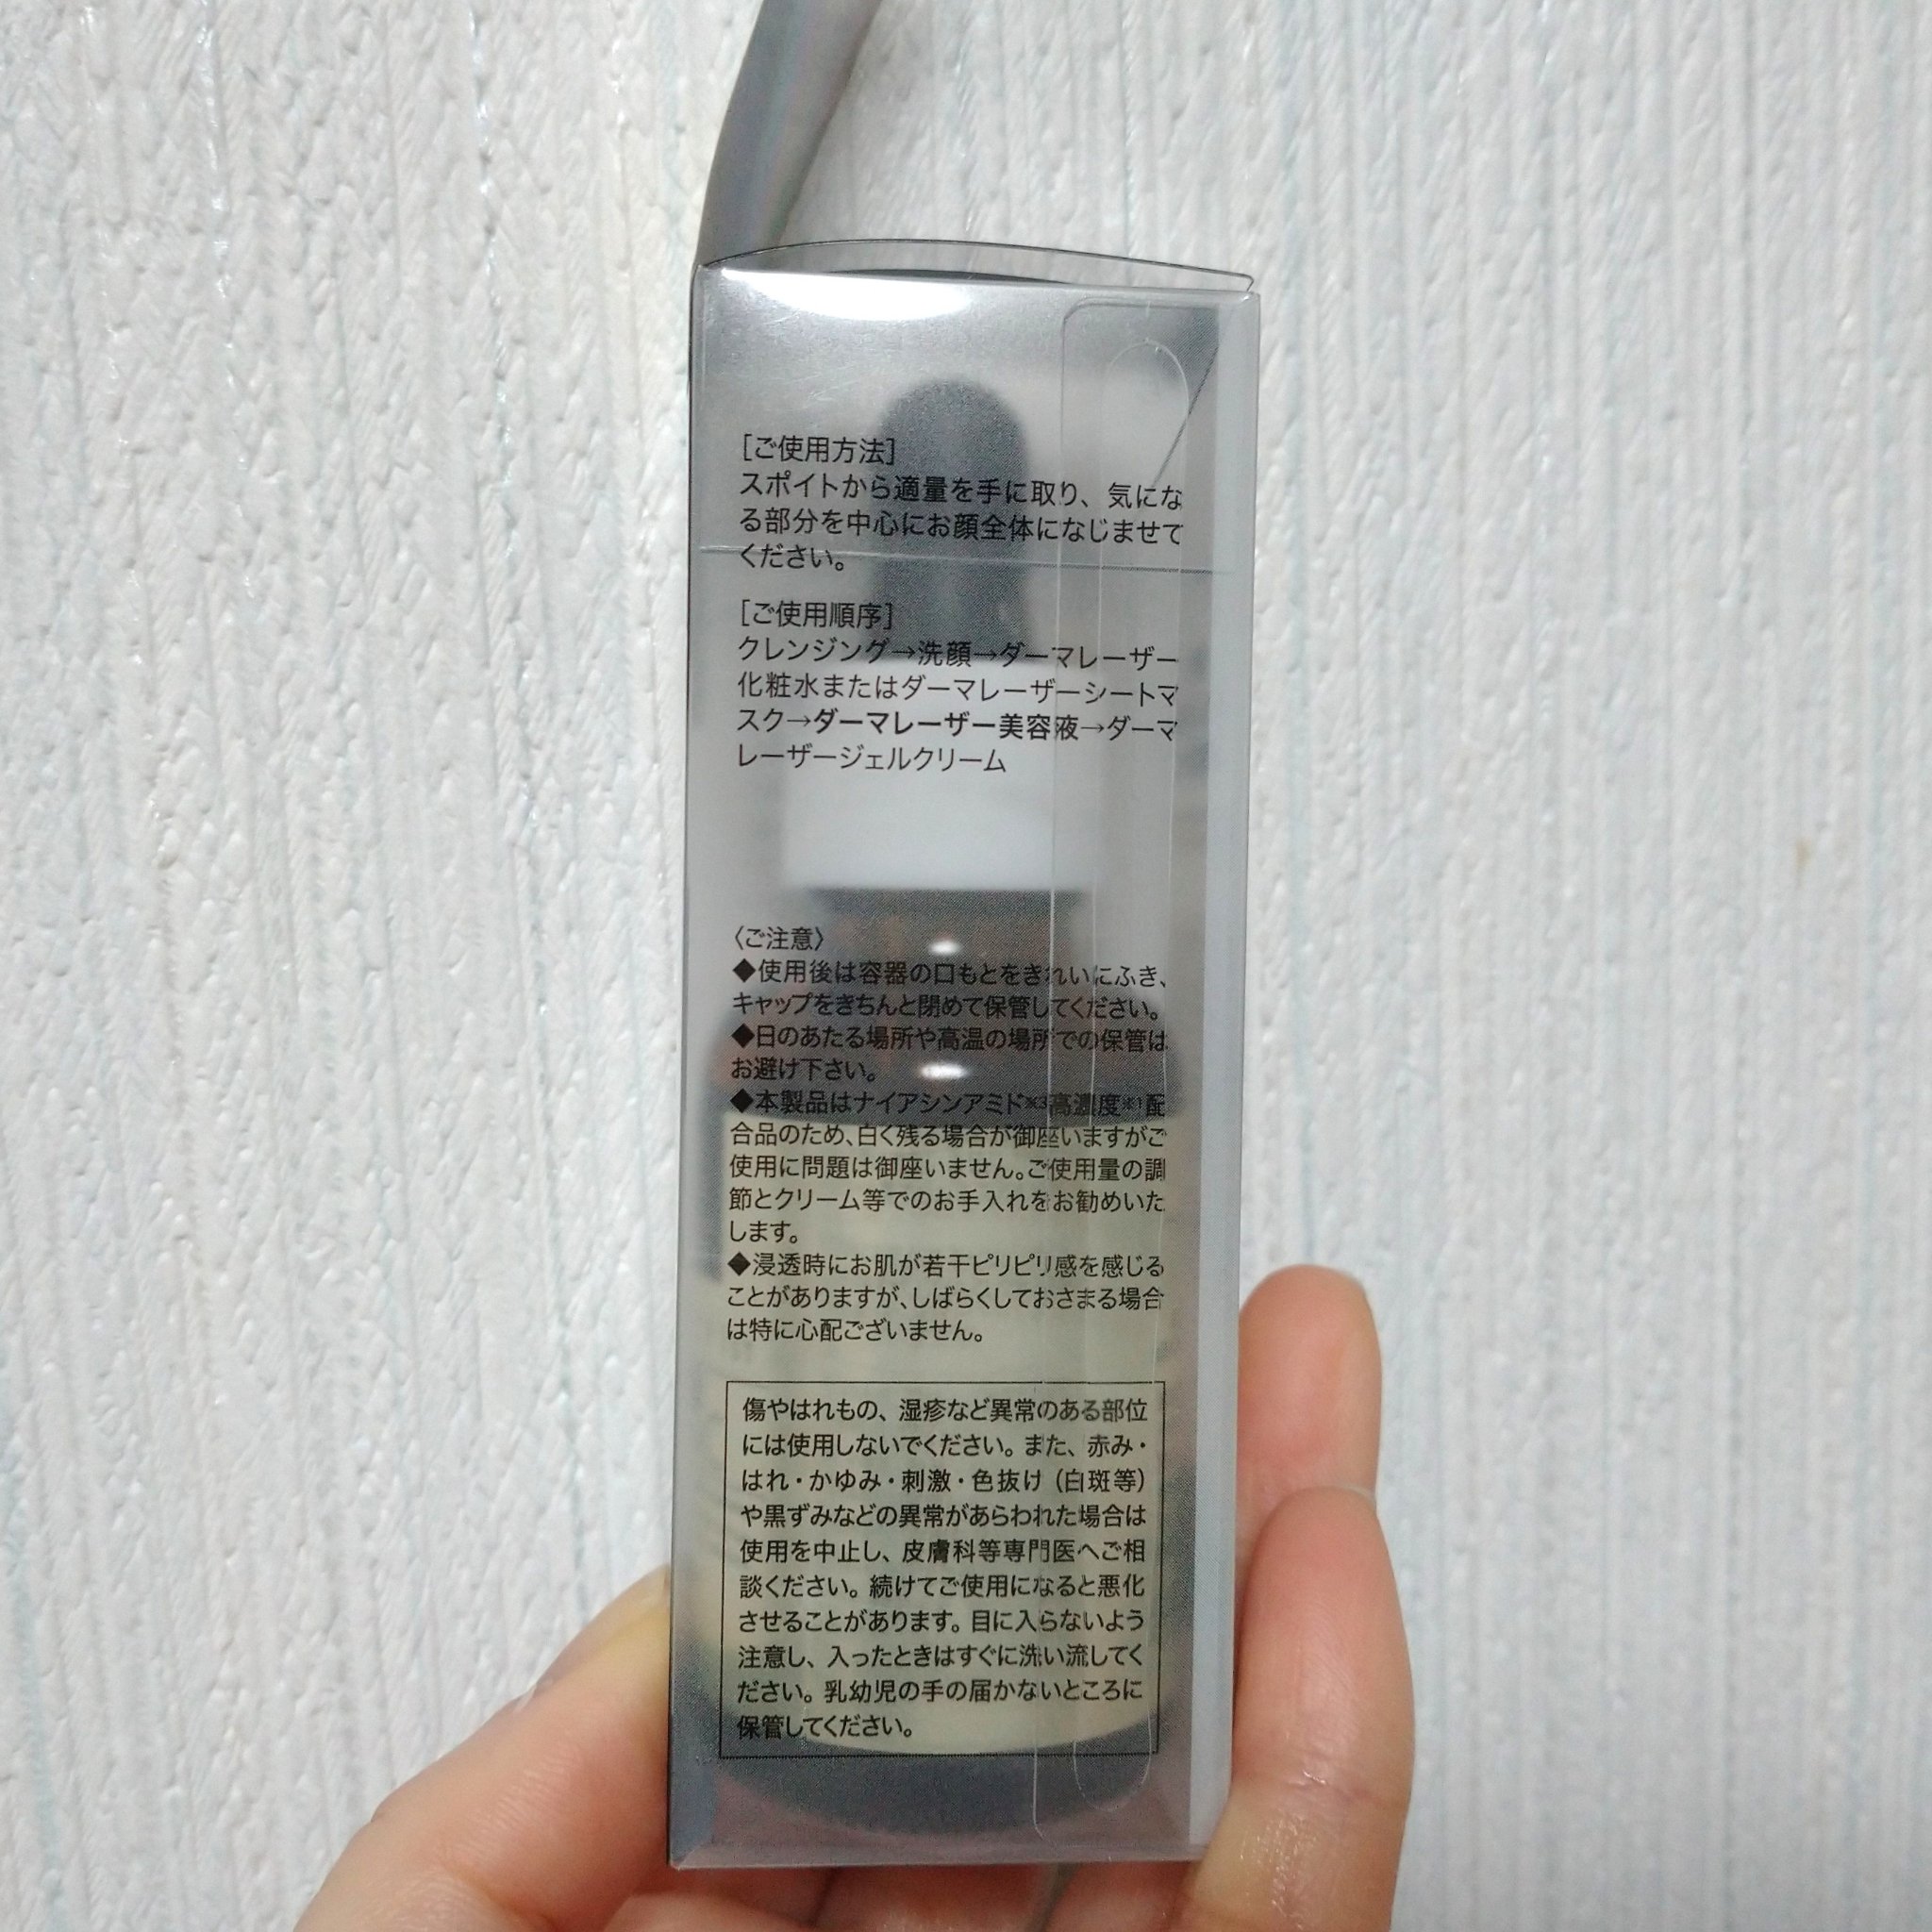 ［ご使用方法］
スポイトから適量を手に取り、気にな
る部分を中心にお顔全体になじませて
ください。
［ご使用順序］
クレンジング→洗顔→ダーマレーザー
化粧水またはダーマレーザーシートマ
スク→ダーマレーザー美容液→ダーマ
レーザージェルクリーム
〈ご注意〉
◆使用後は容器の口もとをきれいにふき、
キャップをきちんと閉めて保管してください。
◆日のあたる場所や高温の場所での保管は
お避け下さい。
◆本製品はナイアシンアミド※3高濃度※1配
合品のため、白く残る場合が御座いますがご
使用に問題は御座いません。ご使用量の調
節とクリーム等でのお手入れをお勧めいた
します。
◆浸透時にお肌が若干ピリピリ感を感じる
ことがありますが、しばらくしておさまる場合
は特に心配ございません。
傷やはれもの、湿疹など異常のある部位
には使用しないでください。また、赤み・
はれ・かゆみ・刺激・色抜け（白斑等）
や黒ずみなどの異常があらわれた場合は
使用を中止し、皮膚科等専門医へご相
談ください。続けてご使用になると悪化
させることがあります。目に入らないよう
注意し、入ったときはすぐに洗い流してく
ださい。乳幼児の手の届かないところに
保管してください。